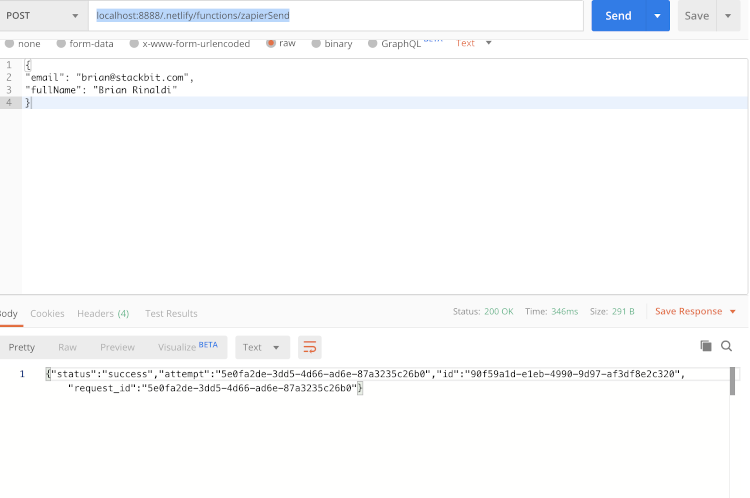 POST localhost:8888/.netlify/functions/zapierSend Send Save
none form-data x-www-form-urlencoded raw binary GraphQL BETA Text
1 {
2 "email": "brian@stackbit.com",
3 "fullName": "Brian Rinaldi"
4 }
ody Cookies Headers (4) Test Results Status: 200 OK Time: 346ms Size: 291 B Save Response
Pretty Raw Preview Visualize BETA Text
1 {"status":"success","attempt":"5e0fa2de-3dd5-4d66-ad6e-87a3235c26b0","id":"90f59a1d-e1eb-4990-9d97-af3df8e2c320",
"request_id":"5e0fa2de-3dd5-4d66-ad6e-87a3235c26b0"}